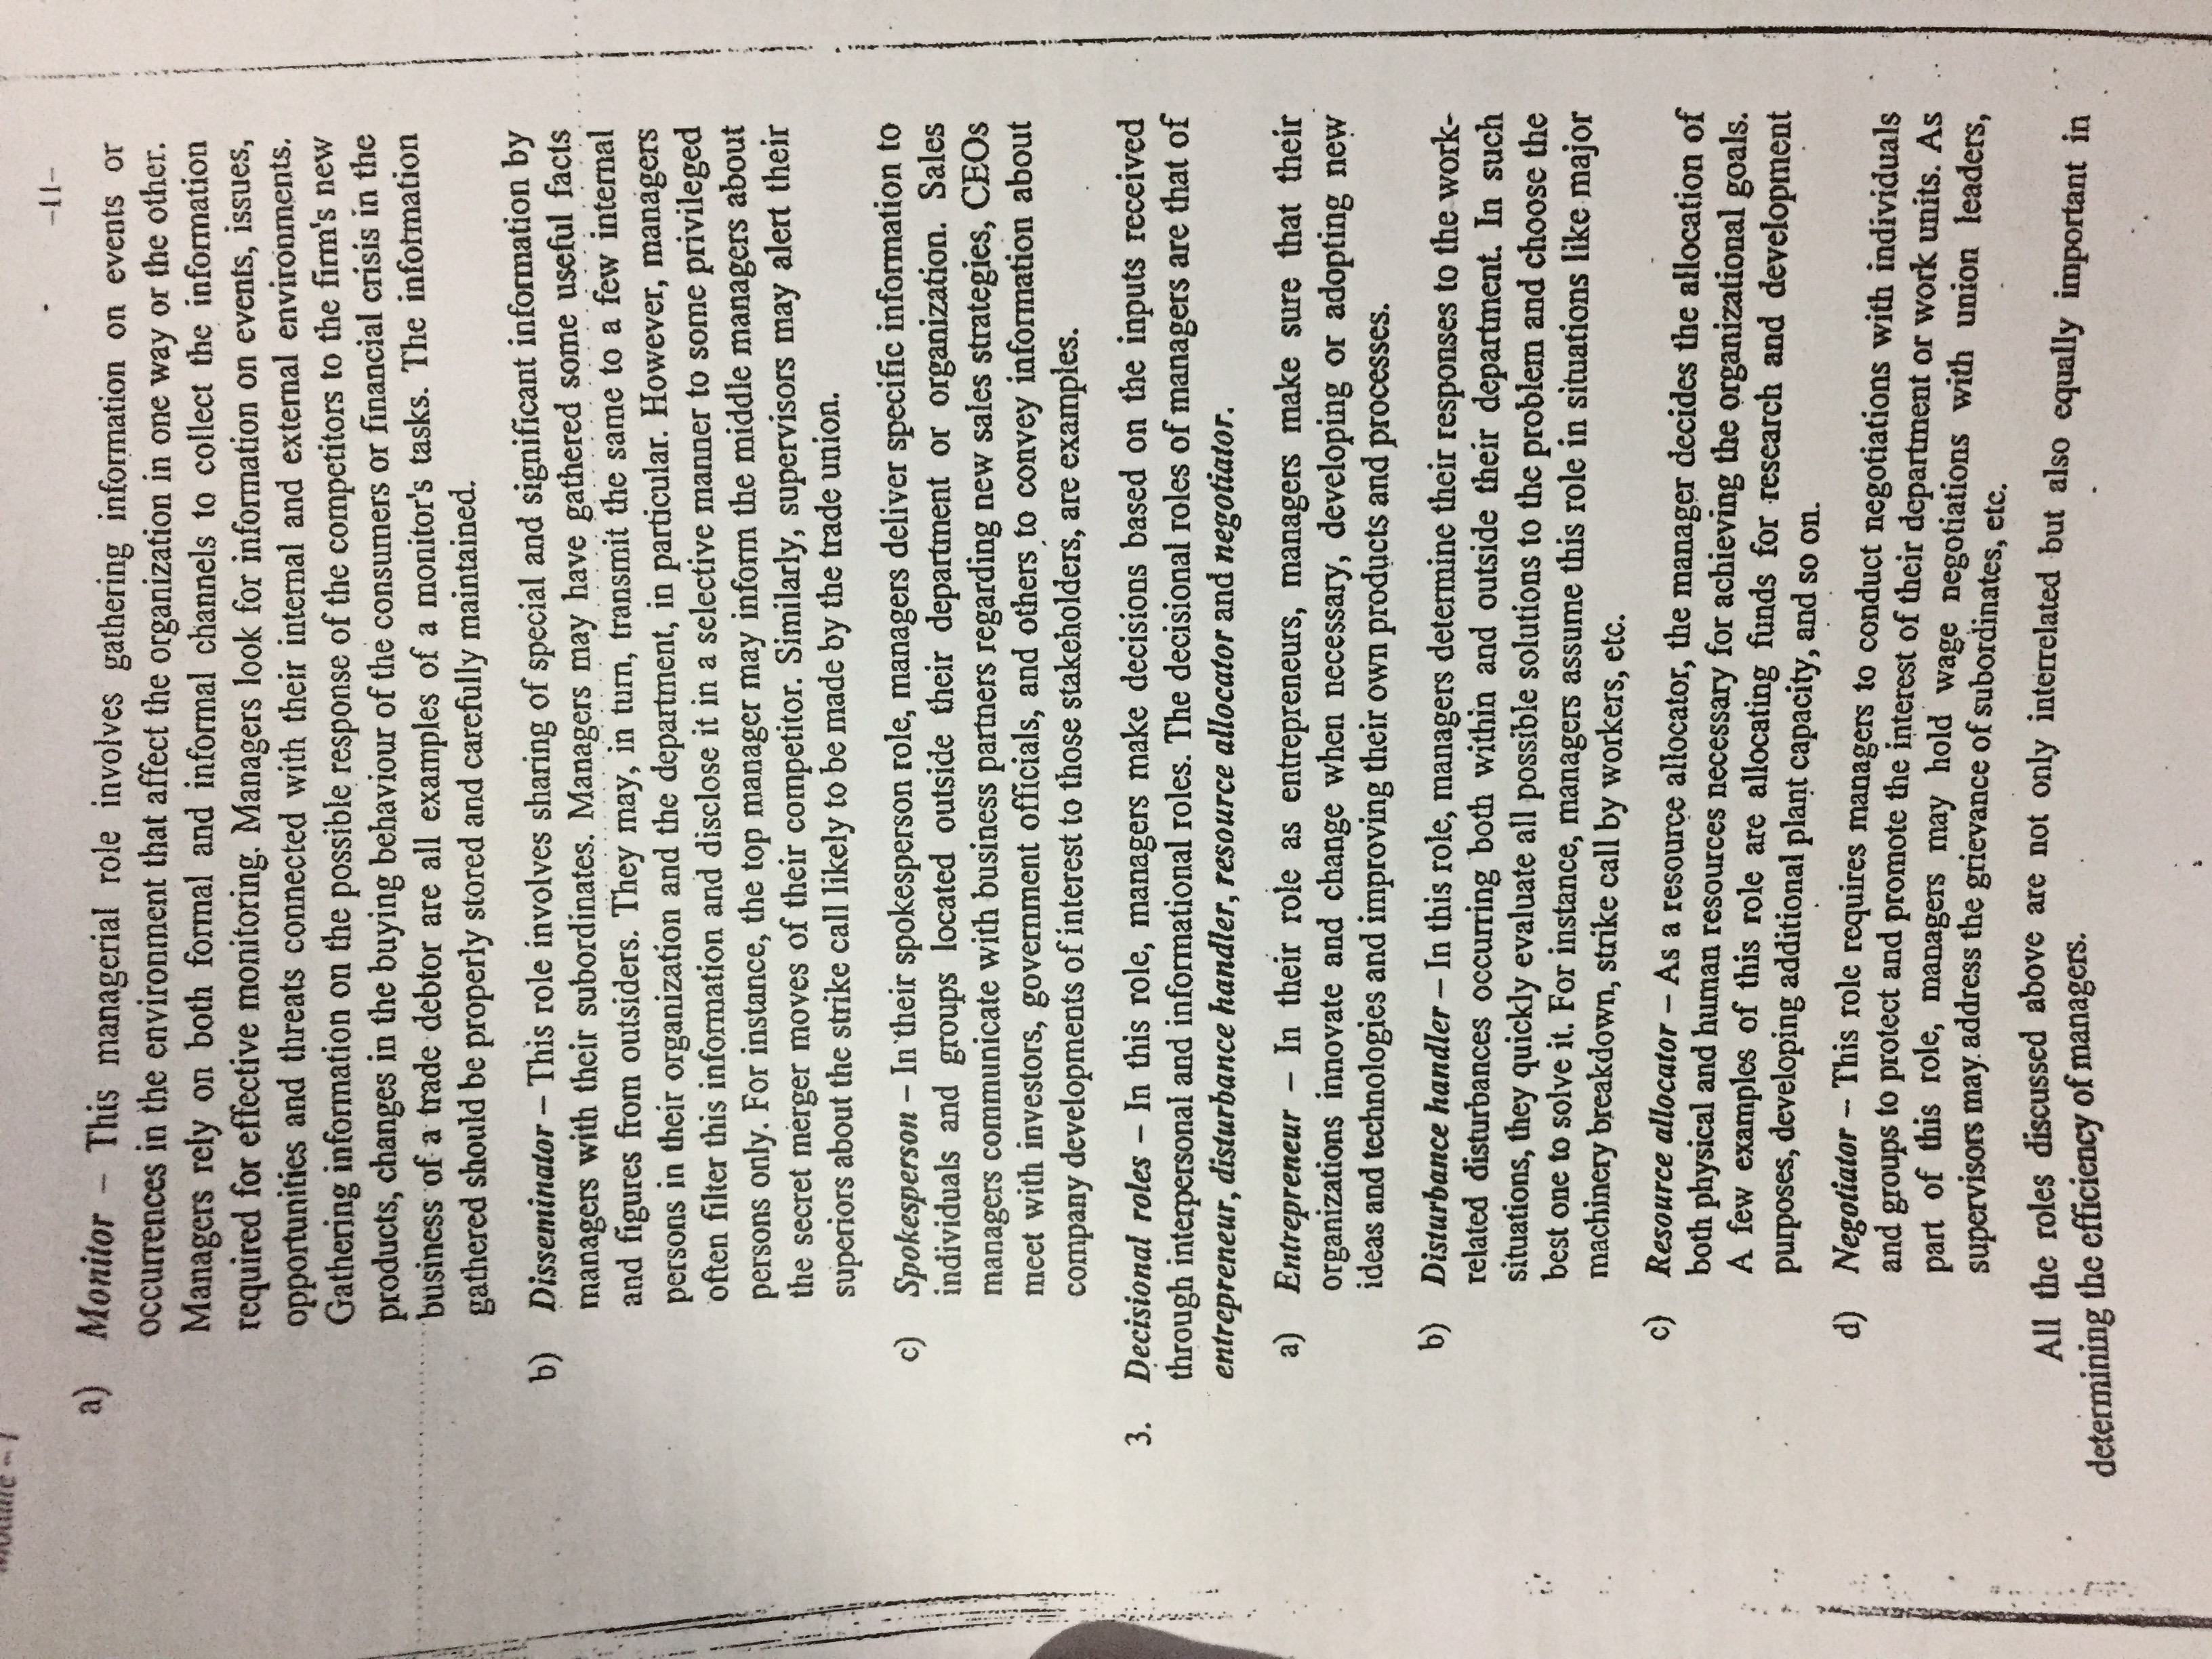 Module – 1
–11–
a) Monitor – This managerial role involves gathering information on events or
occurrences in the environment that affect the organization in one way or the other.
Managers rely on both formal and informal channels to collect the information
required for effective monitoring. Managers look for information on events, issues,
opportunities and threats connected with their internal and external environments.
Gathering information on the possible response of the competitors to the firm's new
products, changes in the buying behaviour of the consumers or financial crisis in the
business of a trade debtor are all examples of a monitor's tasks. The information
gathered should be properly stored and carefully maintained.
b) Disseminator – This role involves sharing of special and significant information by
managers with their subordinates. Managers may have gathered some useful facts
and figures from outsiders. They may, in turn, transmit the same to a few internal
persons in their organization and the department, in particular. However, managers
often filter this information and disclose it in a selective manner to some privileged
persons only. For instance, the top manager may inform the middle managers about
the secret merger moves of their competitor. Similarly, supervisors may alert their
superiors about the strike call likely to be made by the trade union.
c) Spokesperson – In their spokesperson role, managers deliver specific information to
individuals and groups located outside their department or organization. Sales
managers communicate with business partners regarding new sales strategies, CEOs
meet with investors, government officials, and others to convey information about
company developments of interest to those stakeholders, are examples.
3. Decisional roles – In this role, managers make decisions based on the inputs received
through interpersonal and informational roles. The decisional roles of managers are that of
entrepreneur, disturbance handler, resource allocator and negotiator.
a) Entrepreneur – In their role as entrepreneurs, managers make sure that their
organizations innovate and change when necessary, developing or adopting new
ideas and technologies and improving their own products and processes.
b) Disturbance handler – In this role, managers determine their responses to the work-
related disturbances occurring both within and outside their department. In such
situations, they quickly evaluate all possible solutions to the problem and choose the
best one to solve it. For instance, managers assume this role in situations like major
machinery breakdown, strike call by workers, etc.
c) Resource allocator – As a resource allocator, the manager decides the allocation of
both physical and human resources necessary for achieving the organizational goals.
A few examples of this role are allocating funds for research and development
purposes, developing additional plant capacity, and so on.
d) Negotiator – This role requires managers to conduct negotiations with individuals
and groups to protect and promote the interest of their department or work units. As
part of this role, managers may hold wage negotiations with union leaders,
supervisors may address the grievance of subordinates, etc.
All the roles discussed above are not only interrelated but also equally important in
determining the efficiency of managers.